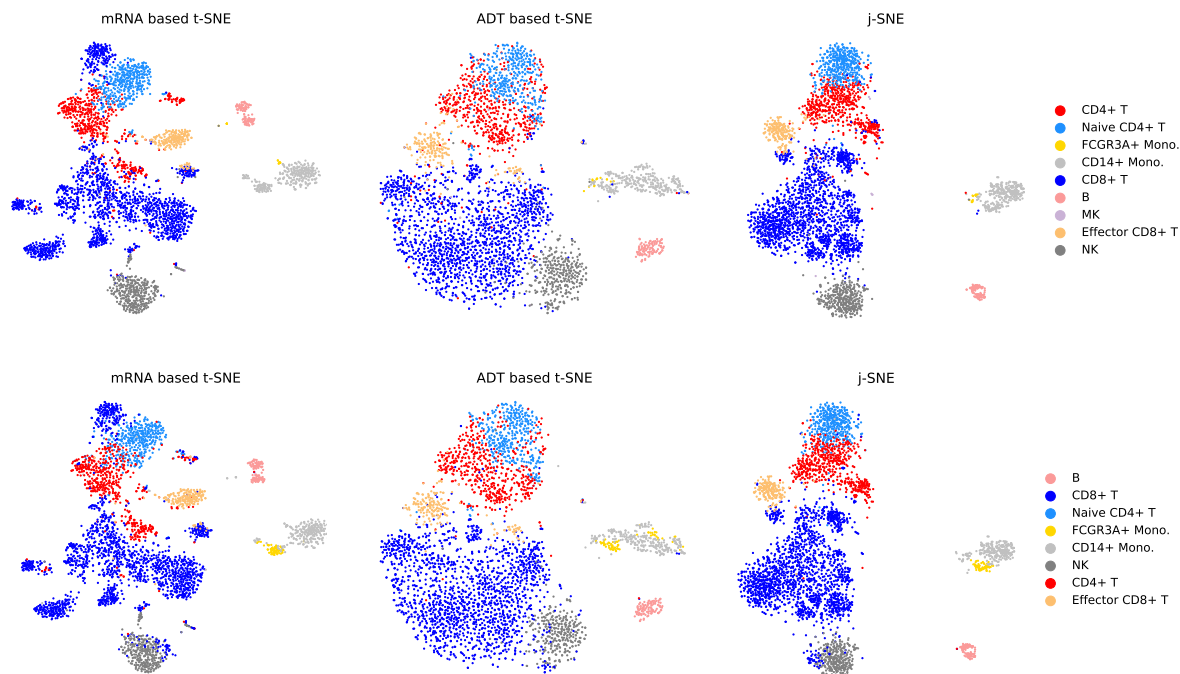 mRNA based t-SNE
ADT based t-SNE
j-SNE
CD4+ T
Naive CD4+ T
FCGR3A+ Mono.
CD14+ Mono.
CD8+ T
B
MK
Effector CD8+ T
NK
mRNA based t-SNE
ADT based t-SNE
j-SNE
B
CD8+ T
Naive CD4+ T
FCGR3A+ Mono.
CD14+ Mono.
NK
CD4+ T
Effector CD8+ T